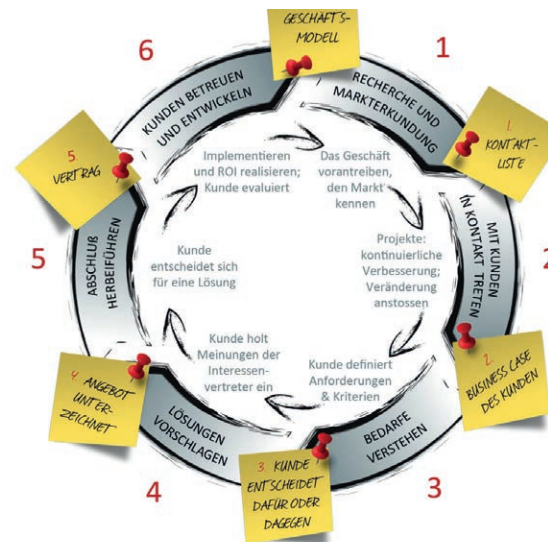 GESCHÄFTS-
MODELL
1
RECHERCHE UND
MARKTERKUNDUNG
1.
KONTAKT-
LISTE
2
MIT KUNDEN
IN KONTAKT TRETEN
2.
BUSINESS CASE
DES KUNDEN
3
BEDARFE
VERSTEHEN
3. KUNDE
ENTSCHEIDET
DAFÜR ODER
DAGEGEN
4
LÖSUNGEN
VORSCHLAGEN
4. ANGEBOT
UNTER-
ZEICHNET
5
ABSCHLUß
HERBEIFÜHREN
5.
VERTRAG
6
KUNDEN BETREUEN
UND ENTWICKELN
Das Geschäft
vorantreiben,
den Markt
kennen
Projekte:
kontinuierliche
Verbesserung;
Veränderung
anstossen
Kunde definiert
Anforderungen
& Kriterien
Kunde holt
Meinungen der
Interessen-
vertreter ein
Kunde
entscheidet sich
für eine Lösung
Implementieren
und ROI realisieren;
Kunde evaluiert